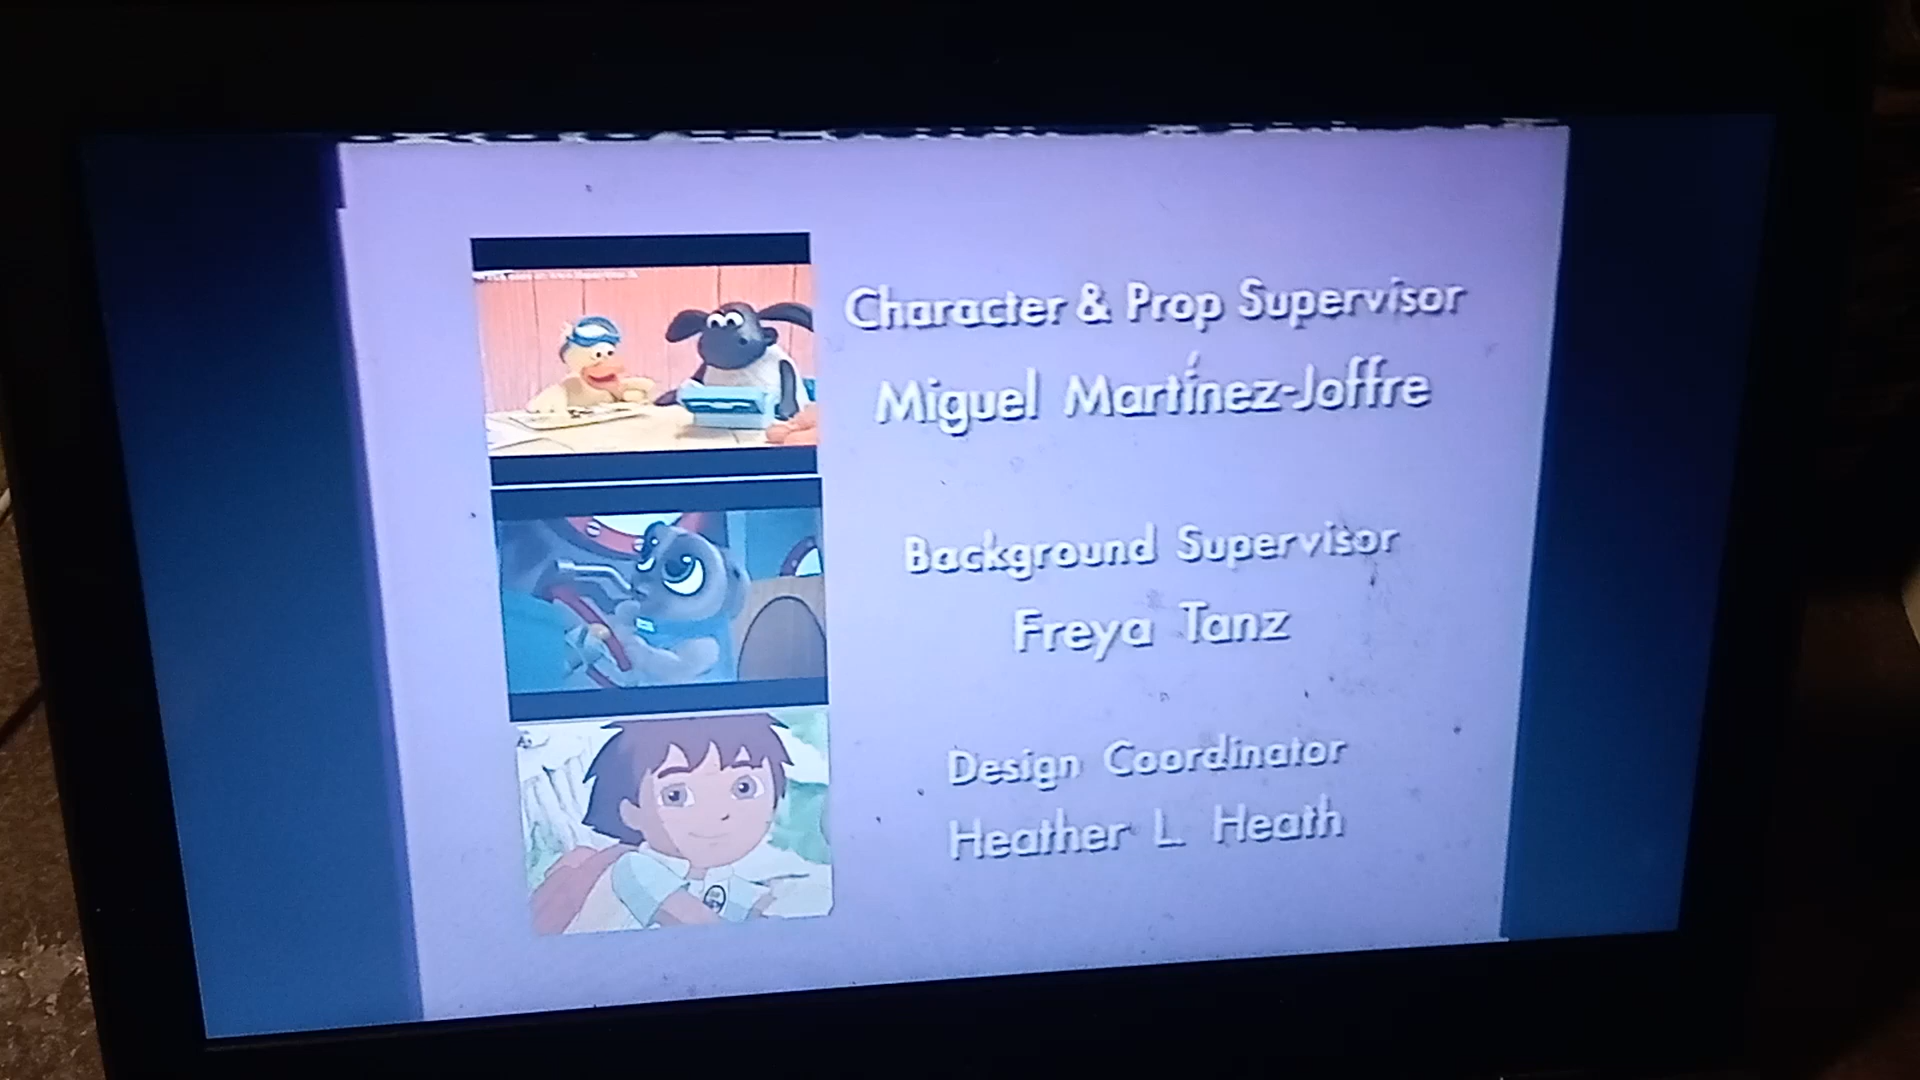 Character & Prop Supervisor
Miguel Martínez-Joffre
Background Supervisor
Freya Tanz
Design Coordinator
Heather L. Heath